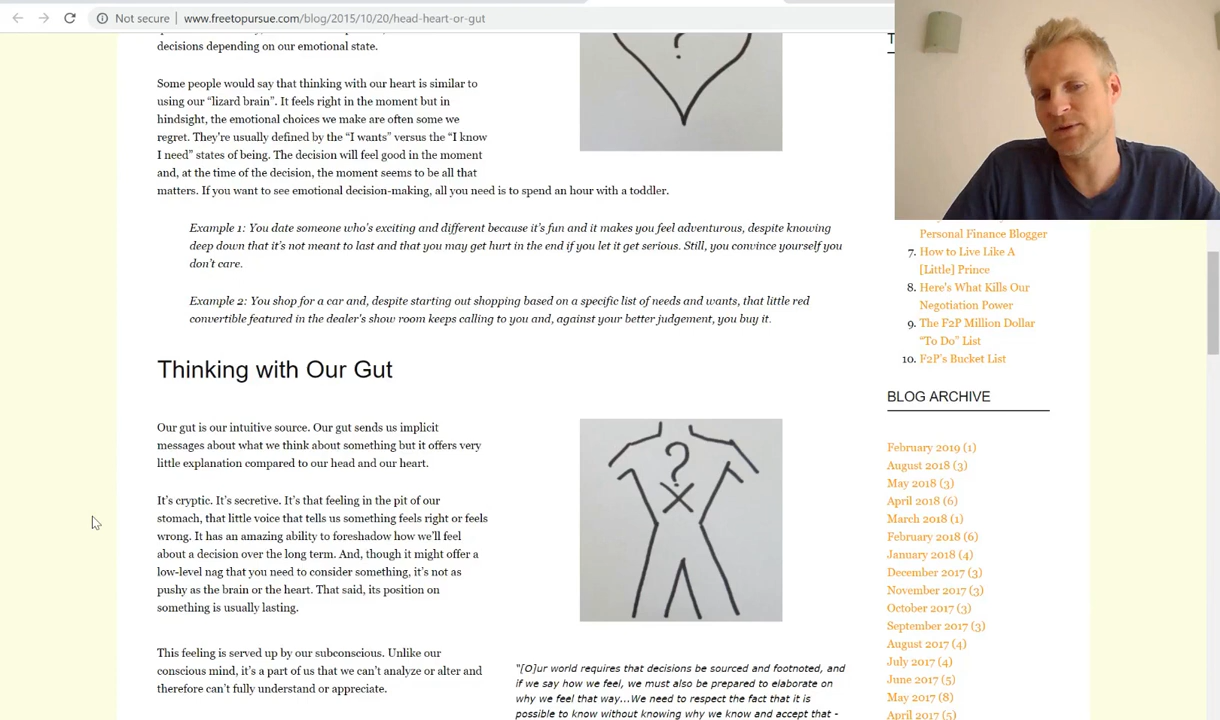 Not secure
www.freetopursue.com/blog/2015/10/20/head-heart-or-gut
decisions depending on our emotional state.
Some people would say that thinking with our heart is similar to
using our “lizard brain”. It feels right in the moment but in
hindsight, the emotional choices we make are often some we
regret. They're usually defined by the “I wants” versus the “I know
I need” states of being. The decision will feel good in the moment
and, at the time of the decision, the moment seems to be all that
matters. If you want to see emotional decision-making, all you need is to spend an hour with a toddler.
Example 1: You date someone who's exciting and different because it's fun and it makes you feel adventurous, despite knowing
deep down that it's not meant to last and that you may get hurt in the end if you let it get serious. Still, you convince yourself you
don't care.
Example 2: You shop for a car and, despite starting out shopping based on a specific list of needs and wants, that little red
convertible featured in the dealer's show room keeps calling to you and, against your better judgement, you buy it.
Thinking with Our Gut
Our gut is our intuitive source. Our gut sends us implicit
messages about what we think about something but it offers very
little explanation compared to our head and our heart.
It's cryptic. It's secretive. It's that feeling in the pit of our
stomach, that little voice that tells us something feels right or feels
wrong. It has an amazing ability to foreshadow how we'll feel
about a decision over the long term. And, though it might offer a
low-level nag that you need to consider something, it's not as
pushy as the brain or the heart. That said, its position on
something is usually lasting.
This feeling is served up by our subconscious. Unlike our
conscious mind, it's a part of us that we can't analyze or alter and
therefore can't fully understand or appreciate.
?
?
"[O]ur world requires that decisions be sourced and footnoted, and
if we say how we feel, we must also be prepared to elaborate on
why we feel that way...We need to respect the fact that it is
possible to know without knowing why we know and accept that -
Personal Finance Blogger
7. How to Live Like A
[Little] Prince
8. Here's What Kills Our
Negotiation Power
9. The F2P Million Dollar
“To Do” List
10. F2P's Bucket List
BLOG ARCHIVE
February 2019 (1)
August 2018 (3)
May 2018 (3)
April 2018 (6)
March 2018 (1)
February 2018 (6)
January 2018 (4)
December 2017 (3)
November 2017 (3)
October 2017 (3)
September 2017 (3)
August 2017 (4)
July 2017 (4)
June 2017 (5)
May 2017 (8)
April 2017 (5)